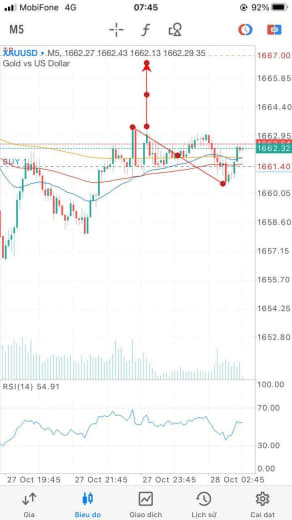 MobiFone 4G 07:45 92%
M5
XAUUSD • M5, 1662.27 1662.43 1662.13 1662.29 35
Gold vs US Dollar
1667.00
1665.85
1664.40
1662.95
1662.32
BUY 1
1661.40
1660.05
1658.60
1657.15
1655.70
1654.25
1652.80
RSI(14) 54.91
100.00
70.00
30.00
0.00
27 Oct 19:45 27 Oct 21:45 27 Oct 23:45 28 Oct 02:45
Gia Bieu do Giao dich Lich sử Cai dat